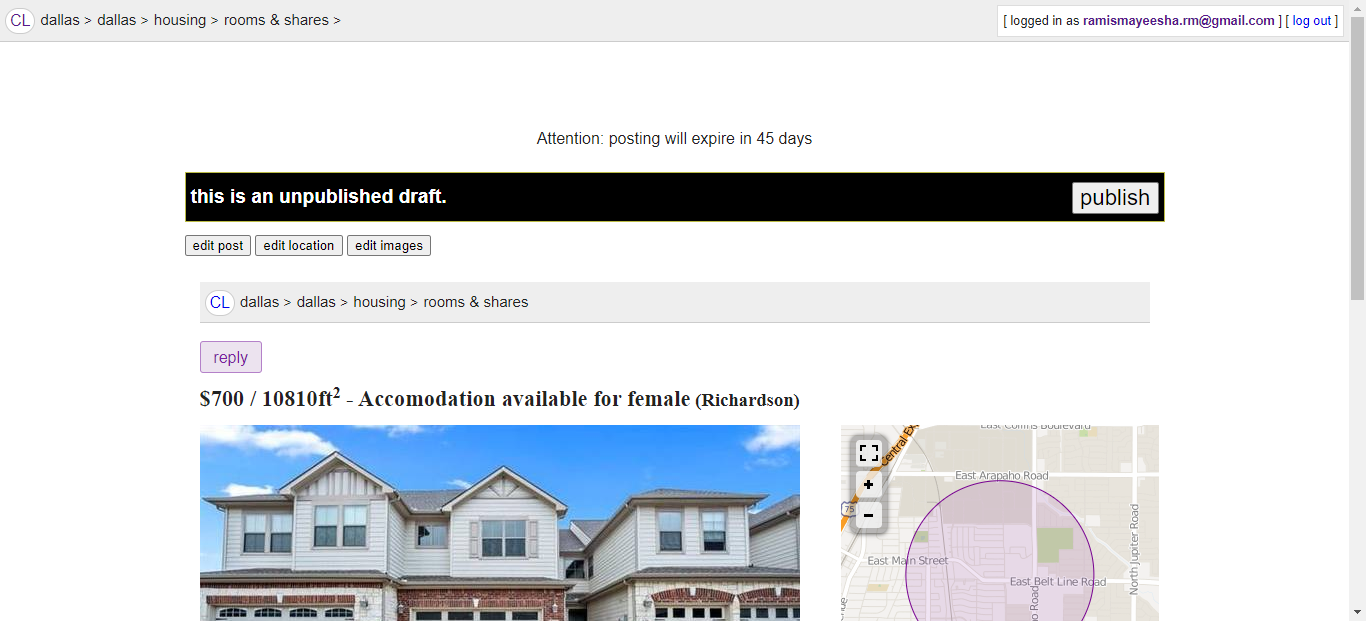 CL dallas > dallas > housing > rooms & shares >
[ logged in as ramismayeesha.rm@gmail.com ] [ log out ]
Attention: posting will expire in 45 days
this is an unpublished draft.
publish
edit post edit location edit images
CL dallas > dallas > housing > rooms & shares
reply
$700 / 10810ft2 - Accomodation available for female (Richardson)
East Collins Boulevard
Central Ex
East Arapaho Road
+
75
-
North Jupiter Road
East Main Street
East Belt Line Road
Road